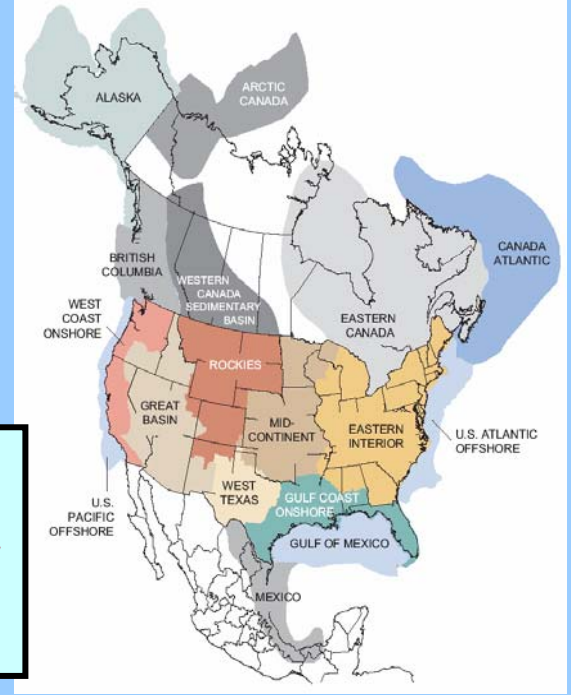 ALASKA
ARCTIC
CANADA
BRITISH
COLUMBIA
WESTERN
CANADA
SEDIMENTARY
BASIN
CANADA
ATLANTIC
EASTERN
CANADA
WEST
COAST
ONSHORE
ROCKIES
GREAT
BASIN
MID-
CONTINENT
EASTERN
INTERIOR
U.S. ATLANTIC
OFFSHORE
WEST
TEXAS
GULF COAST
ONSHORE
U.S.
PACIFIC
OFFSHORE
GULF OF MEXICO
MEXICO